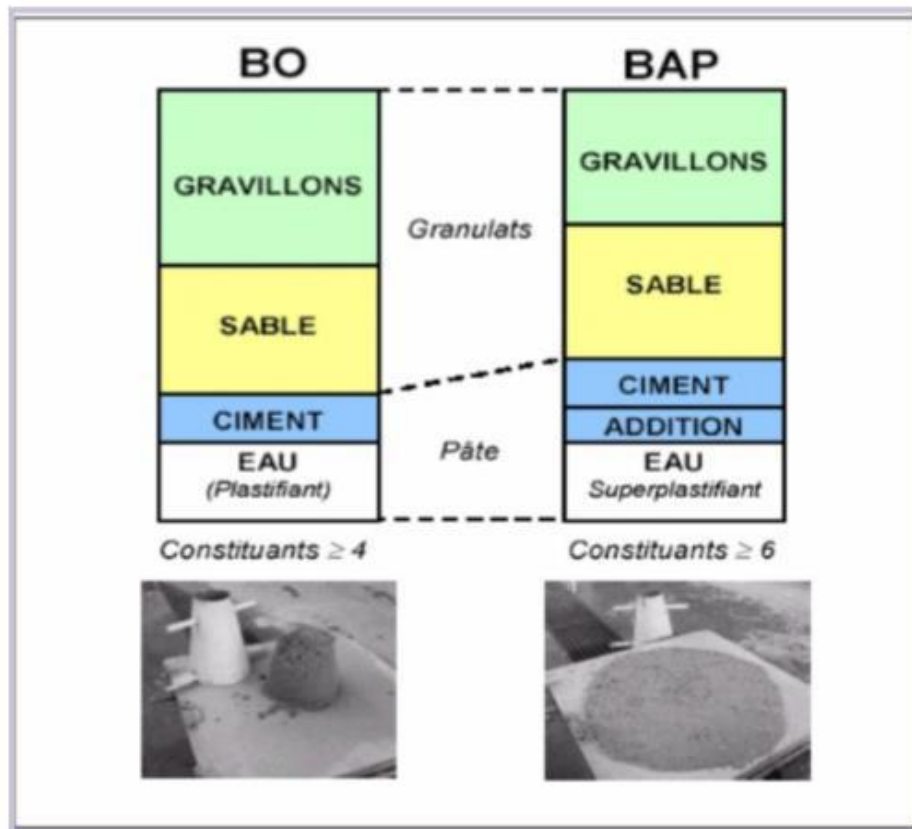 BO
BAP
GRAVILLONS
GRAVILLONS
Granulats
SABLE
SABLE
CIMENT
CIMENT
ADDITION
Pâte
EAU
(Plastifiant)
EAU
Superplastifiant
Constituants ≥ 4
Constituants ≥ 6